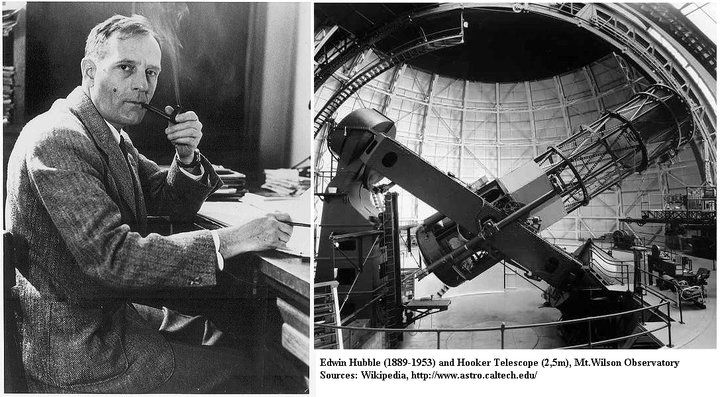 Edwin Hubble (1889-1953) and Hooker Telescope (2,5m), Mt.Wilson Observatory
Sources: Wikipedia, http://www.astro.caltech.edu/